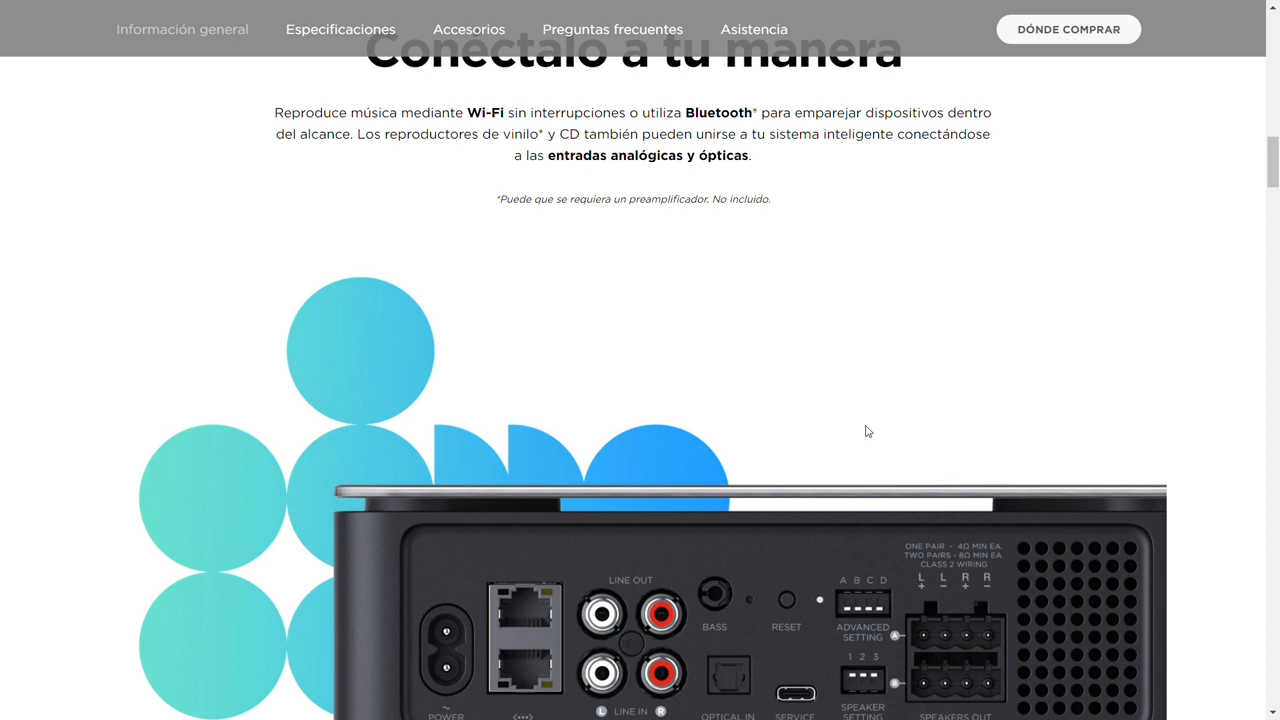 Información general
Especificaciones
Accesorios
Preguntas frecuentes
Asistencia
DÓNDE COMPRAR
Conéctalo a tu manera
Reproduce música mediante Wi-Fi sin interrupciones o utiliza Bluetooth* para emparejar dispositivos dentro
del alcance. Los reproductores de vinilo* y CD también pueden unirse a tu sistema inteligente conectándose
a las entradas analógicas y ópticas.
*Puede que se requiera un preamplificador. No incluido.
ONE PAIR - 4Ω MIN EA.
TWO PAIRS - 8Ω MIN EA.
CLASS 2 WIRING
L L R R
+ − + −
LINE OUT
A B C D
BASS
RESET
ADVANCED
SETTING
A
1 2 3
B
L LINE IN R
POWER
OPTICAL IN
SERVICE
SPEAKER
SETTING
SPEAKERS OUT